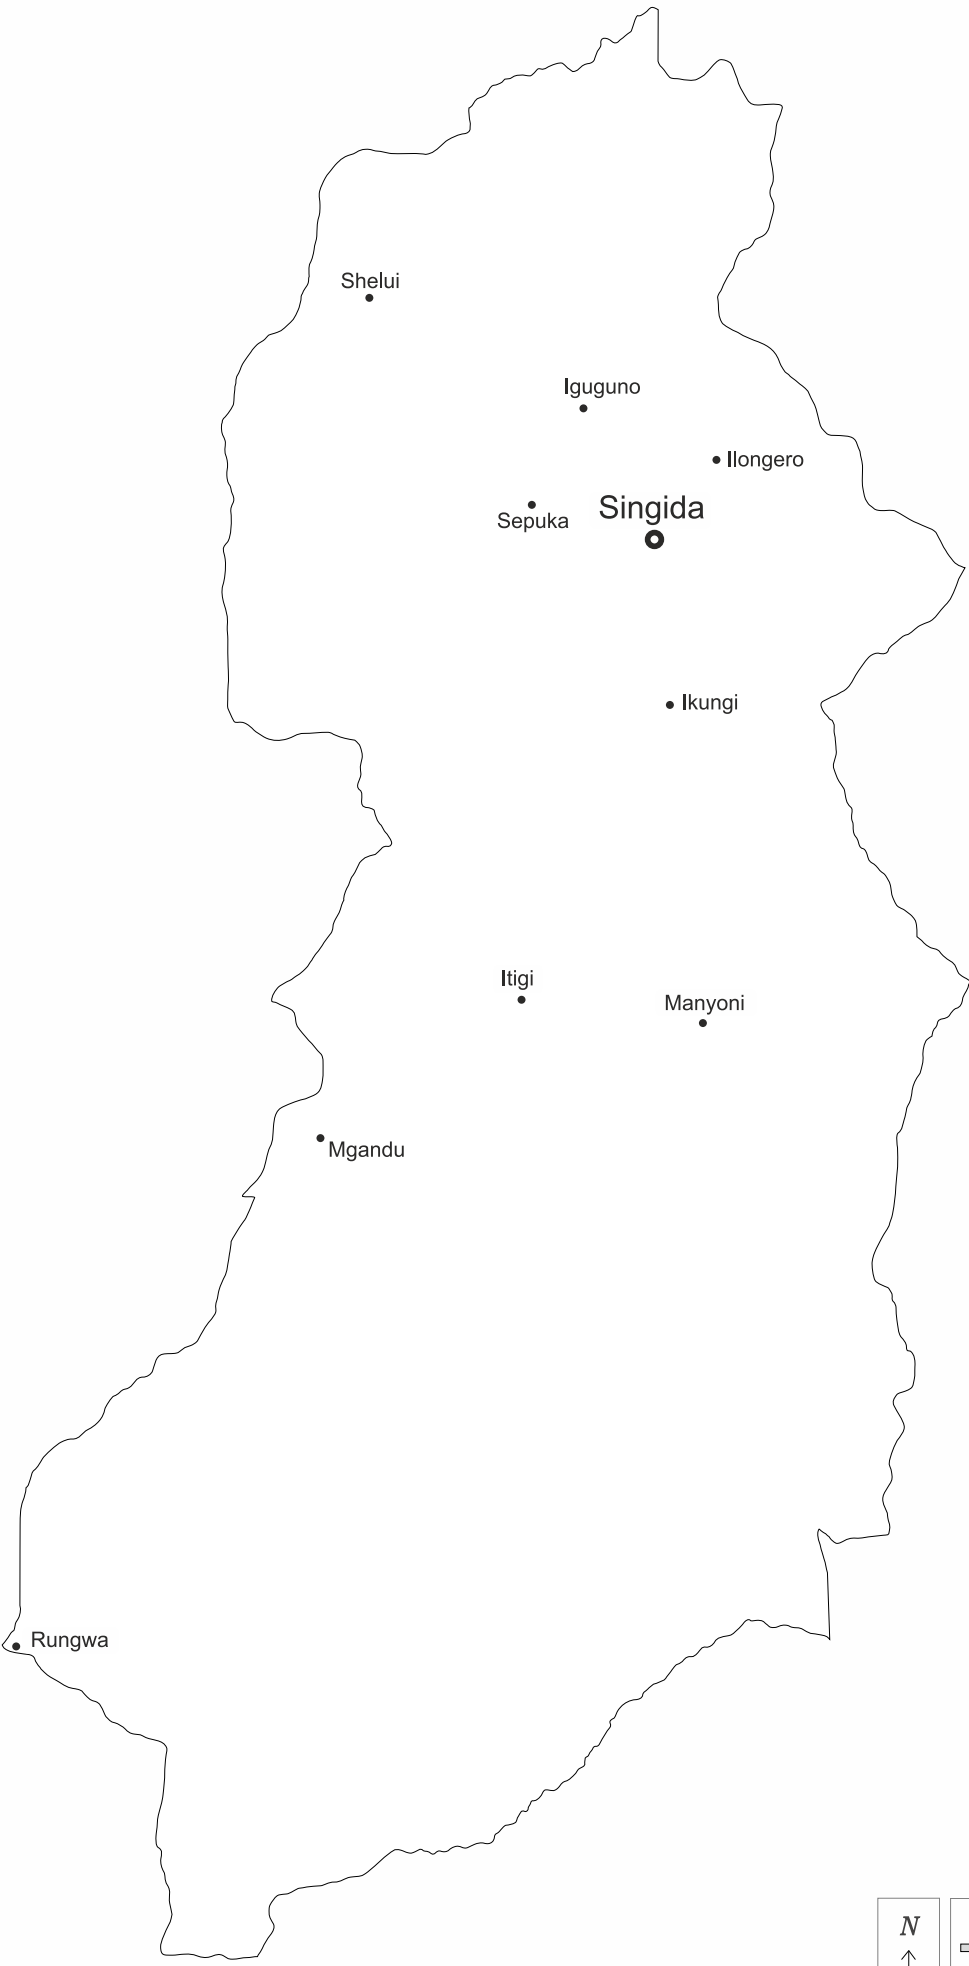 Shelui
Iguguno
Ilongero
Singida
Sepuka
Ikungi
Itigi
Manyoni
Mgandu
Rungwa
N